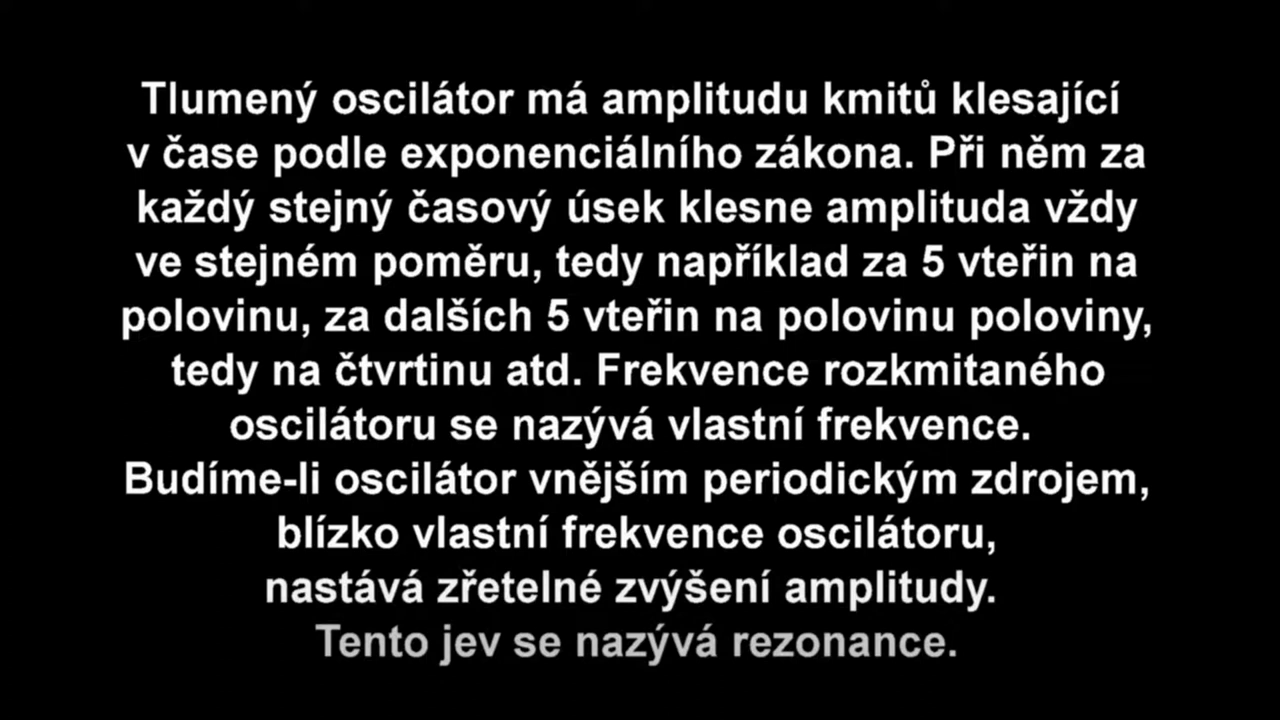 Tlumený oscilátor má amplitudu kmitů klesající
v čase podle exponenciálního zákona. Při něm za
každý stejný časový úsek klesne amplituda vždy
ve stejném poměru, tedy například za 5 vteřin na
polovinu, za dalších 5 vteřin na polovinu poloviny,
tedy na čtvrtinu atd. Frekvence rozkmitaného
oscilátoru se nazývá vlastní frekvence.
Budíme-li oscilátor vnějším periodickým zdrojem,
blízko vlastní frekvence oscilátoru,
nastává zřetelné zvýšení amplitudy.
Tento jev se nazývá rezonance.